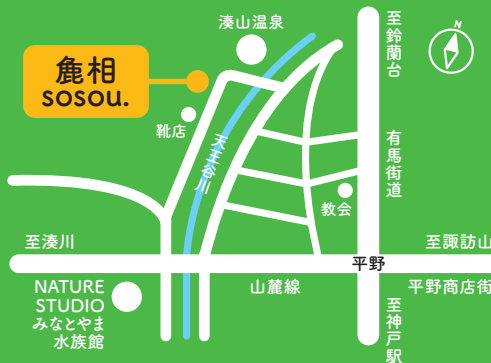 湊山温泉
至鈴蘭台
N
麁相
sosou.
靴店
天王谷川
有馬街道
教会
至湊川
至諏訪山
平野
NATURE
STUDIO
みなとやま
水族館
山麓線
平野商店街
至神戸駅